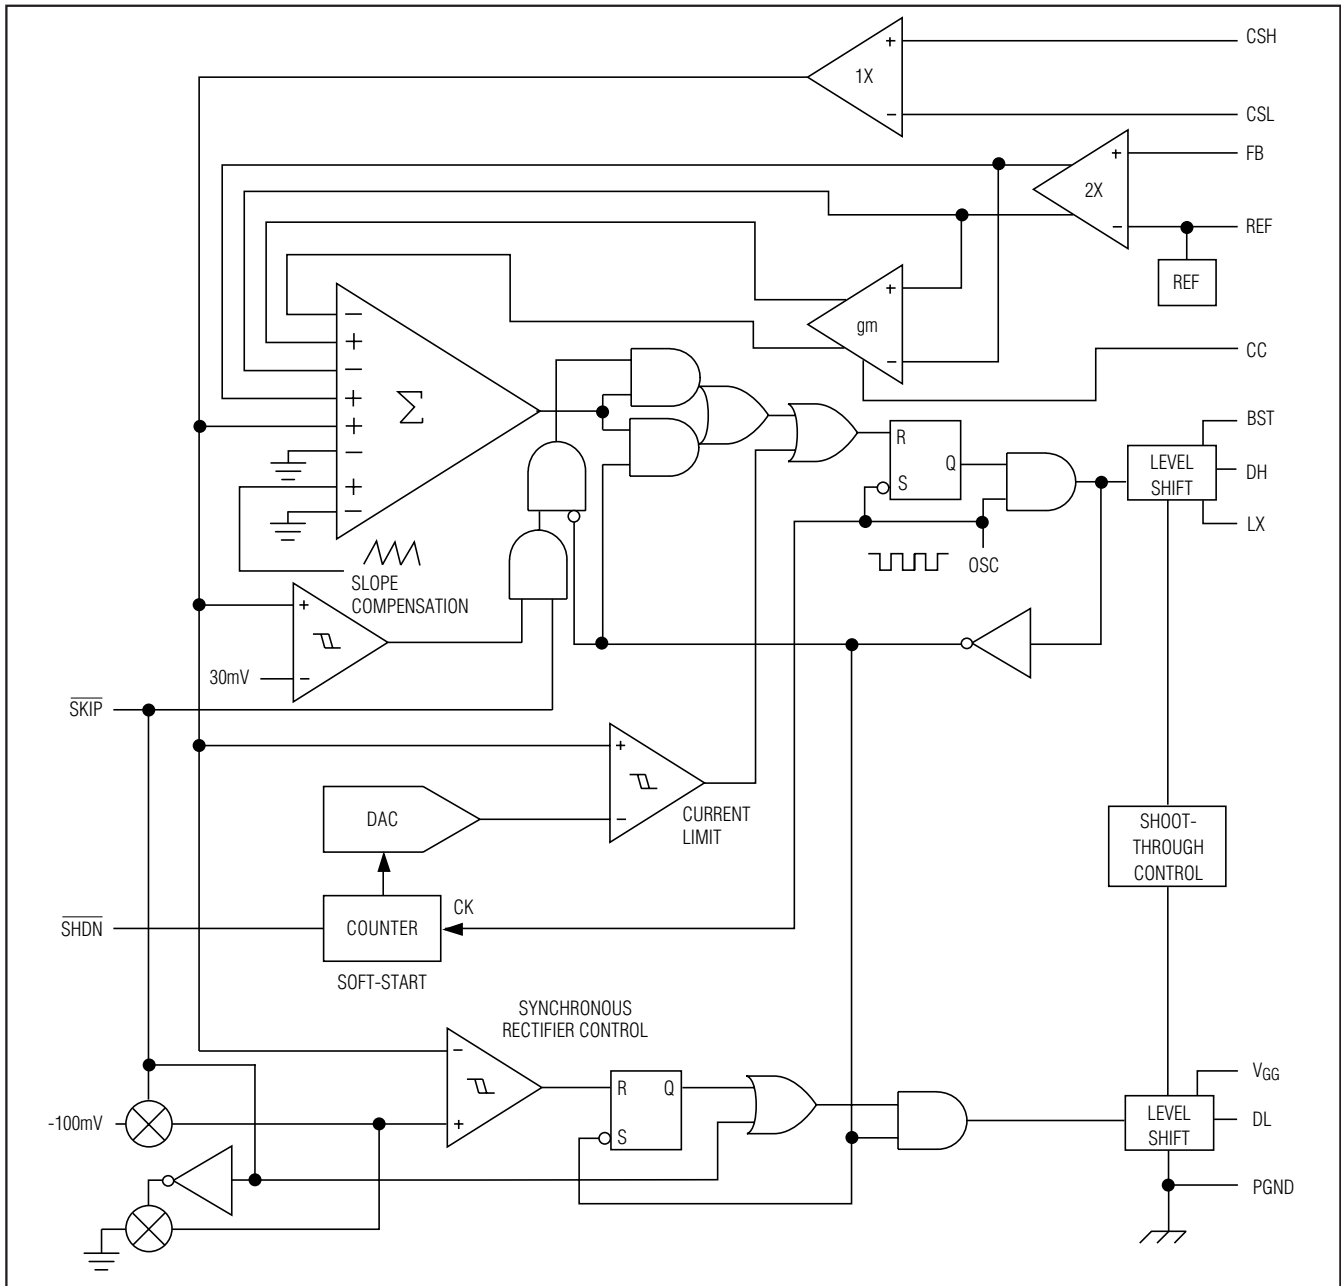 CSH
+
1X
−
CSL
FB
+
2X
−
REF
REF
+
gm
−
CC
−
+
−
+
+
−
+
−
Σ
R
Q
S
BST
LEVEL
SHIFT
DH
LX
OSC
SLOPE
COMPENSATION
+
30mV
−
SKIP
+
−
CURRENT
LIMIT
DAC
SHOOT-
THROUGH
CONTROL
CK
SHDN
COUNTER
SOFT-START
SYNCHRONOUS
RECTIFIER CONTROL
−
+
R
Q
S
-100mV
VGG
LEVEL
SHIFT
DL
PGND